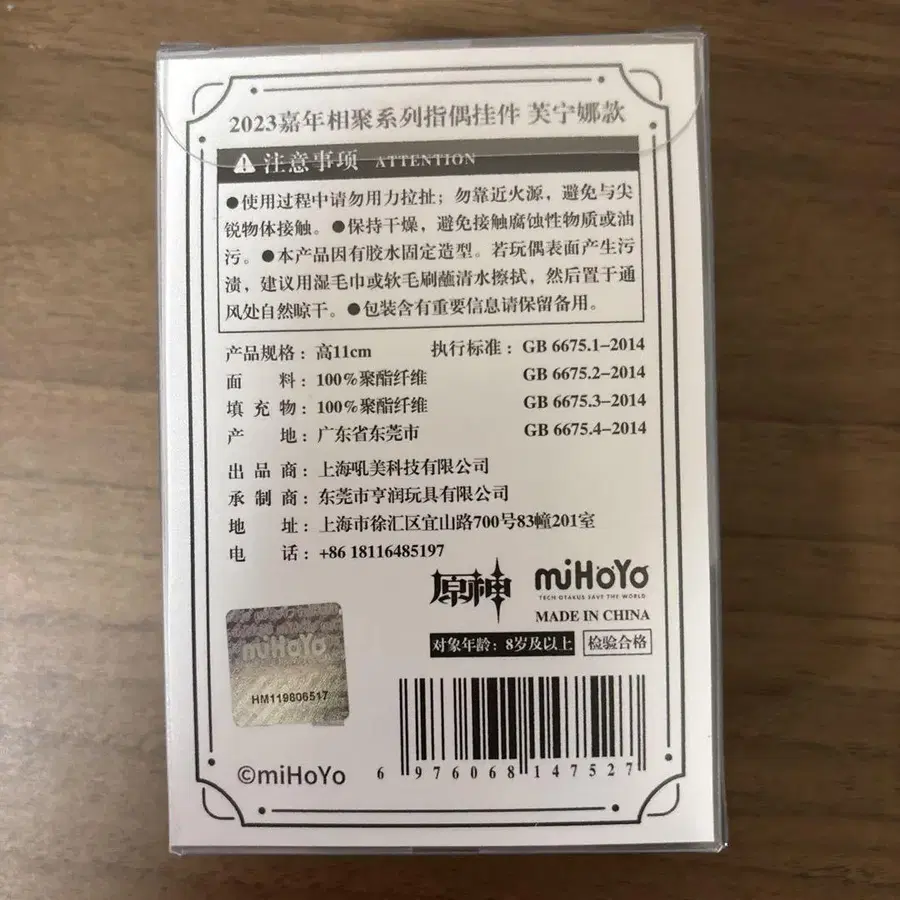 2023嘉年相聚系列指偶挂件 芙宁娜款
注意事项 ATTENTION
●使用过程中请勿用力拉扯；勿靠近火源，避免与尖
锐物体接触。●保持干燥，避免接触腐蚀性物质或油
污。●本产品因有胶水固定造型。若玩偶表面产生污
渍，建议用湿毛巾或软毛刷蘸清水擦拭，然后置于通
风处自然晾干。●包装含有重要信息请保留备用。
产品规格：高11cm 执行标准：GB 6675.1-2014
面料：100%聚酯纤维 GB 6675.2-2014
填充物：100%聚酯纤维 GB 6675.3-2014
产地：广东省东莞市 GB 6675.4-2014
出品商：上海吼美科技有限公司
承制商：东莞市亨润玩具有限公司
地址：上海市徐汇区宜山路700号83幢201室
电话：+86 18116485197
原神 miHoYo
TECH OTAKUS SAVE THE WORLD
MADE IN CHINA
对象年龄：8岁及以上 检验合格
miHoYo
HM119806517
©miHoYo
6 976068 147527